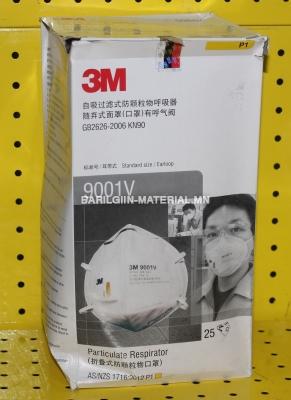 P1
3M
自吸过滤式防颗粒物呼吸器
随弃式面罩(口罩)有呼气阀
GB2626-2006 KN90
标准号/耳带式 Standard size / Earloop
9001V
BARILGIIN-MATERIAL.MN
3M 9001V
25
Particulate Respirator
(折叠式防颗粒物口罩)
AS/NZS 1716:2012 P1